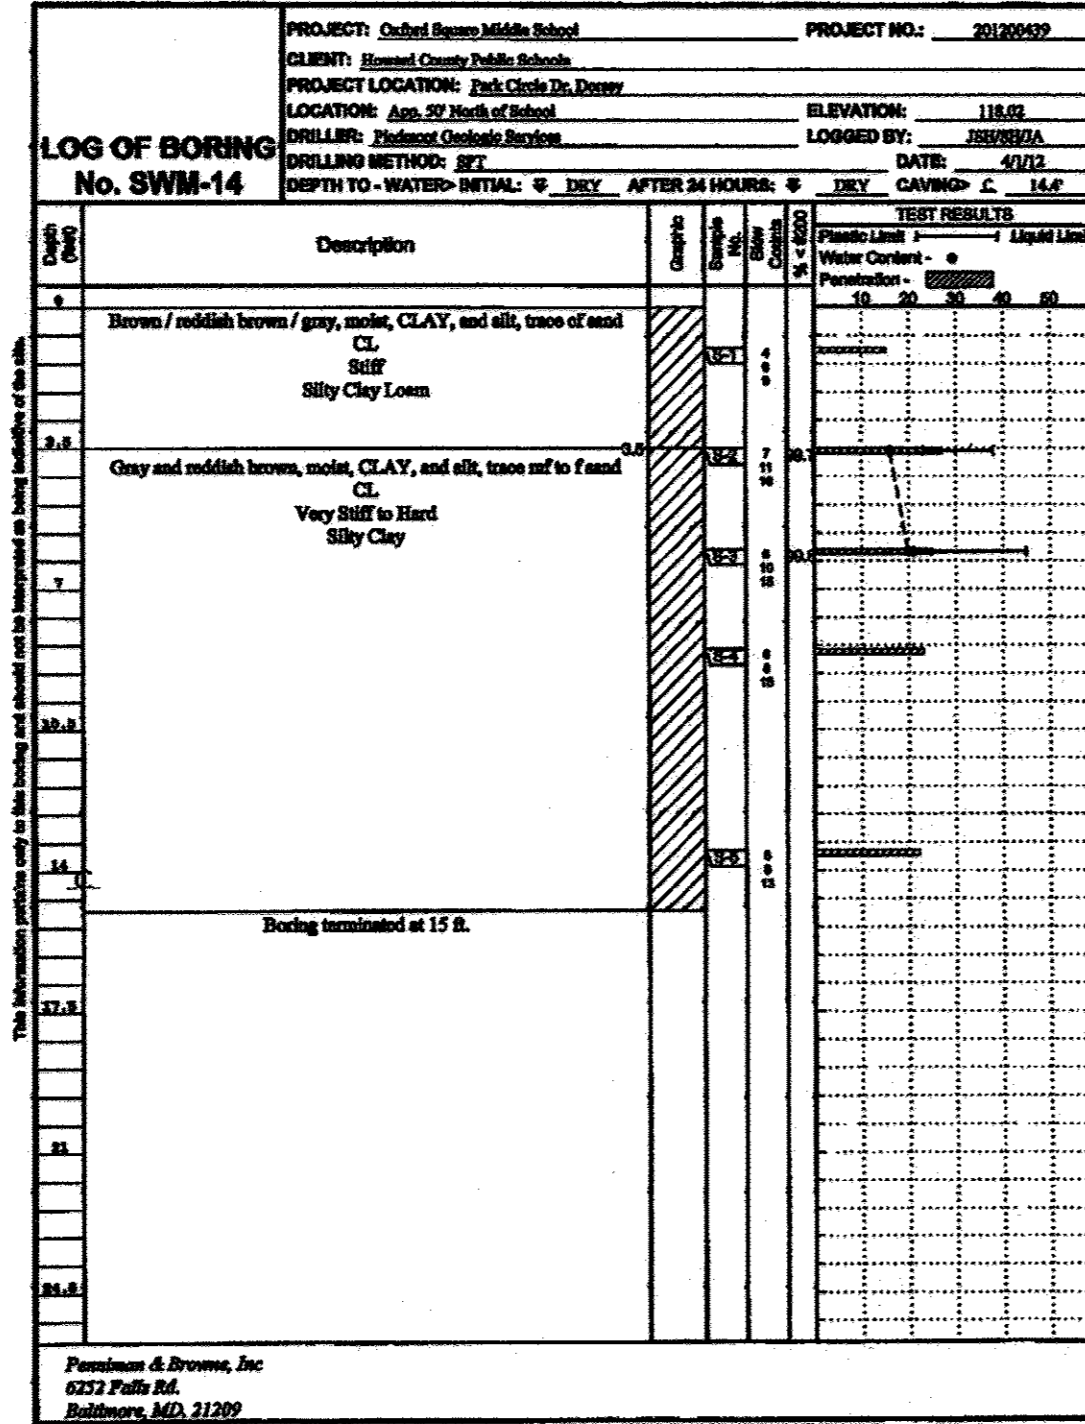 PROJECT: Oxford Square Middle School PROJECT NO.: 201200439
CLIENT: Howard County Public Schools
PROJECT LOCATION: Park Circle Dr, Dorsey
LOCATION: App. 50' North of School ELEVATION: 118.02
LOG OF BORING
No. SWM-14
DRILLER: Piedmont Geologic Services LOGGED BY: JSH/SH/JA
DRILLING METHOD: SPT DATE: 4/1/12
DEPTH TO - WATER> INITIAL: DRY AFTER 24 HOURS: DRY CAVING> C 14.4'
Depth (feet) Description Graphic Sample No. Blow Counts % < #200 TEST RESULTS
Plastic Limit Liquid Limit
Water Content -
Penetration -
10 20 30 40 50
0
Brown / reddish brown / gray, moist, CLAY, and silt, trace of sand
CL
Stiff
Silty Clay Loam
S-1 4 6 9
3.5 3.5
Gray and reddish brown, moist, CLAY, and silt, trace mf to f sand
CL
Very Stiff to Hard
Silty Clay
S-2 7 11 16
S-3 10 15
7
S-4 15
10.5
S-5 13
14
Boring terminated at 15 ft.
17.5
21
24.5
This information pertains only to this boring and should not be interpreted as being indicitive of the site.
Penniman & Browne, Inc
6252 Falls Rd.
Baltimore, MD, 21209